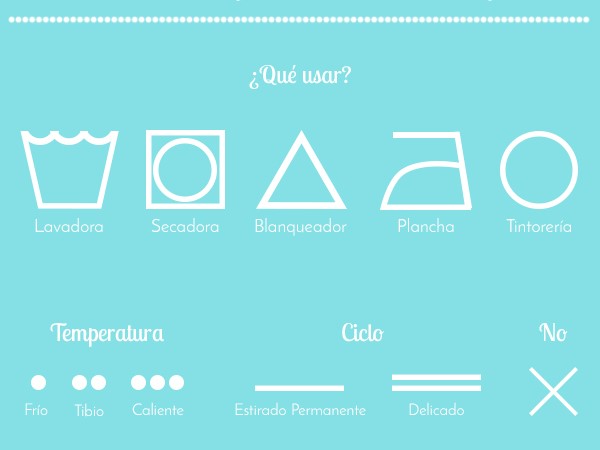 ¿Qué usar?
Lavadora Secadora Blanqueador Plancha Tintorería
Temperatura Ciclo No
Frío Tibio Caliente Estirado Permanente Delicado